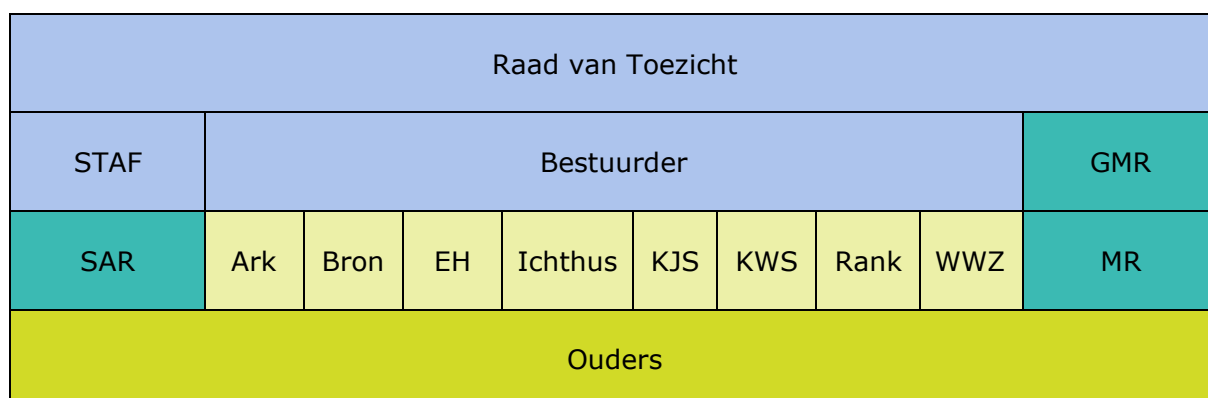 Raad van Toezicht
STAF Bestuurder GMR
SAR Ark Bron EH Ichthus KJS KWS Rank WWZ MR
Ouders